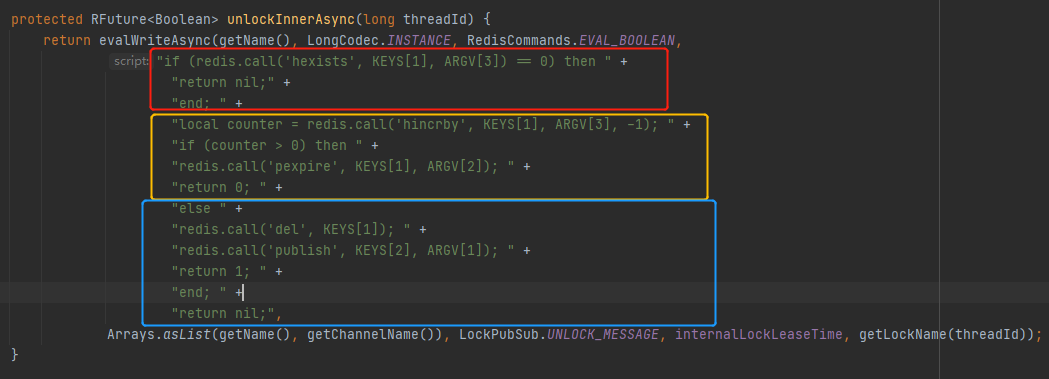 protected RFuture<Boolean> unlockInnerAsync(long threadId) {
return evalWriteAsync(getName(), LongCodec.INSTANCE, RedisCommands.EVAL_BOOLEAN,
script: "if (redis.call('hexists', KEYS[1], ARGV[3]) == 0) then " +
"return nil;" +
"end; " +
"local counter = redis.call('hincrby', KEYS[1], ARGV[3], -1); " +
"if (counter > 0) then " +
"redis.call('pexpire', KEYS[1], ARGV[2]); " +
"return 0; " +
"else " +
"redis.call('del', KEYS[1]); " +
"redis.call('publish', KEYS[2], ARGV[1]); " +
"return 1; " +
"end; " +
"return nil;",
Arrays.asList(getName(), getChannelName()), LockPubSub.UNLOCK_MESSAGE, internalLockLeaseTime, getLockName(threadId));
}